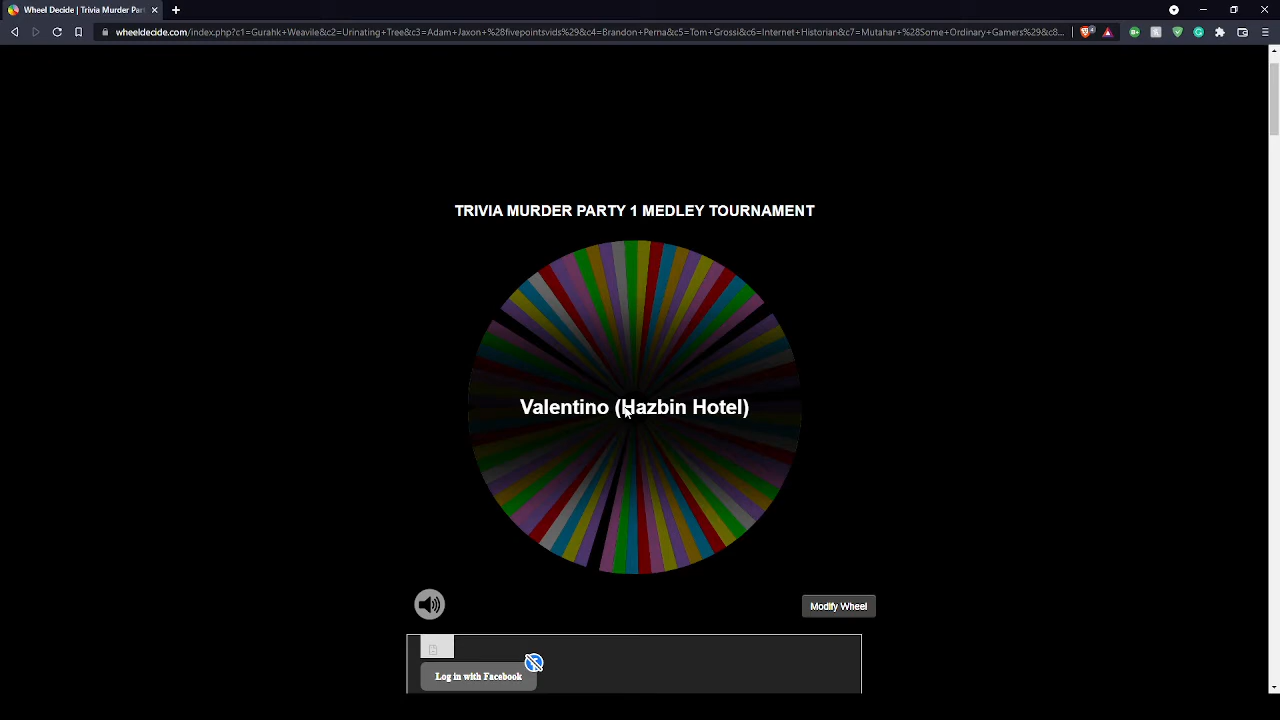 Wheel Decide | Trivia Murder Par
wheeldecide.com/index.php?c1=Gurahk+Weavile&c2=Urinating+Tree&c3=Adam+Jaxon+%28fivepointsvids%29&c4=Brandon+Perna&c5=Tom+Grossi&c6=Internet+Historian&c7=Mutahar+%28Some+Ordinary+Gamers%29&c8...
TRIVIA MURDER PARTY 1 MEDLEY TOURNAMENT
Valentino (Hazbin Hotel)
Modify Wheel
Log in with Facebook